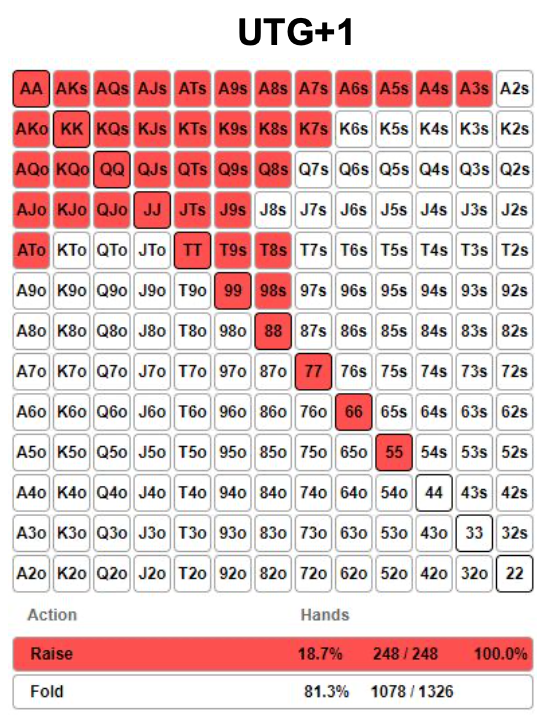 UTG+1
AA AKs AQs AJs ATs A9s A8s A7s A6s A5s A4s A3s A2s
AKo KK KQs KJs KTs K9s K8s K7s K6s K5s K4s K3s K2s
AQo KQo QQ QJs QTs Q9s Q8s Q7s Q6s Q5s Q4s Q3s Q2s
AJo KJo QJo JJ JTs J9s J8s J7s J6s J5s J4s J3s J2s
ATo KTo QTo JTo TT T9s T8s T7s T6s T5s T4s T3s T2s
A9o K9o Q9o J9o T9o 99 98s 97s 96s 95s 94s 93s 92s
A8o K8o Q8o J8o T8o 98o 88 87s 86s 85s 84s 83s 82s
A7o K7o Q7o J7o T7o 97o 87o 77 76s 75s 74s 73s 72s
A6o K6o Q6o J6o T6o 96o 86o 76o 66 65s 64s 63s 62s
A5o K5o Q5o J5o T5o 95o 85o 75o 65o 55 54s 53s 52s
A4o K4o Q4o J4o T4o 94o 84o 74o 64o 54o 44 43s 42s
A3o K3o Q3o J3o T3o 93o 83o 73o 63o 53o 43o 33 32s
A2o K2o Q2o J2o T2o 92o 82o 72o 62o 52o 42o 32o 22
Action Hands
Raise 18.7% 248 / 248 100.0%
Fold 81.3% 1078 / 1326